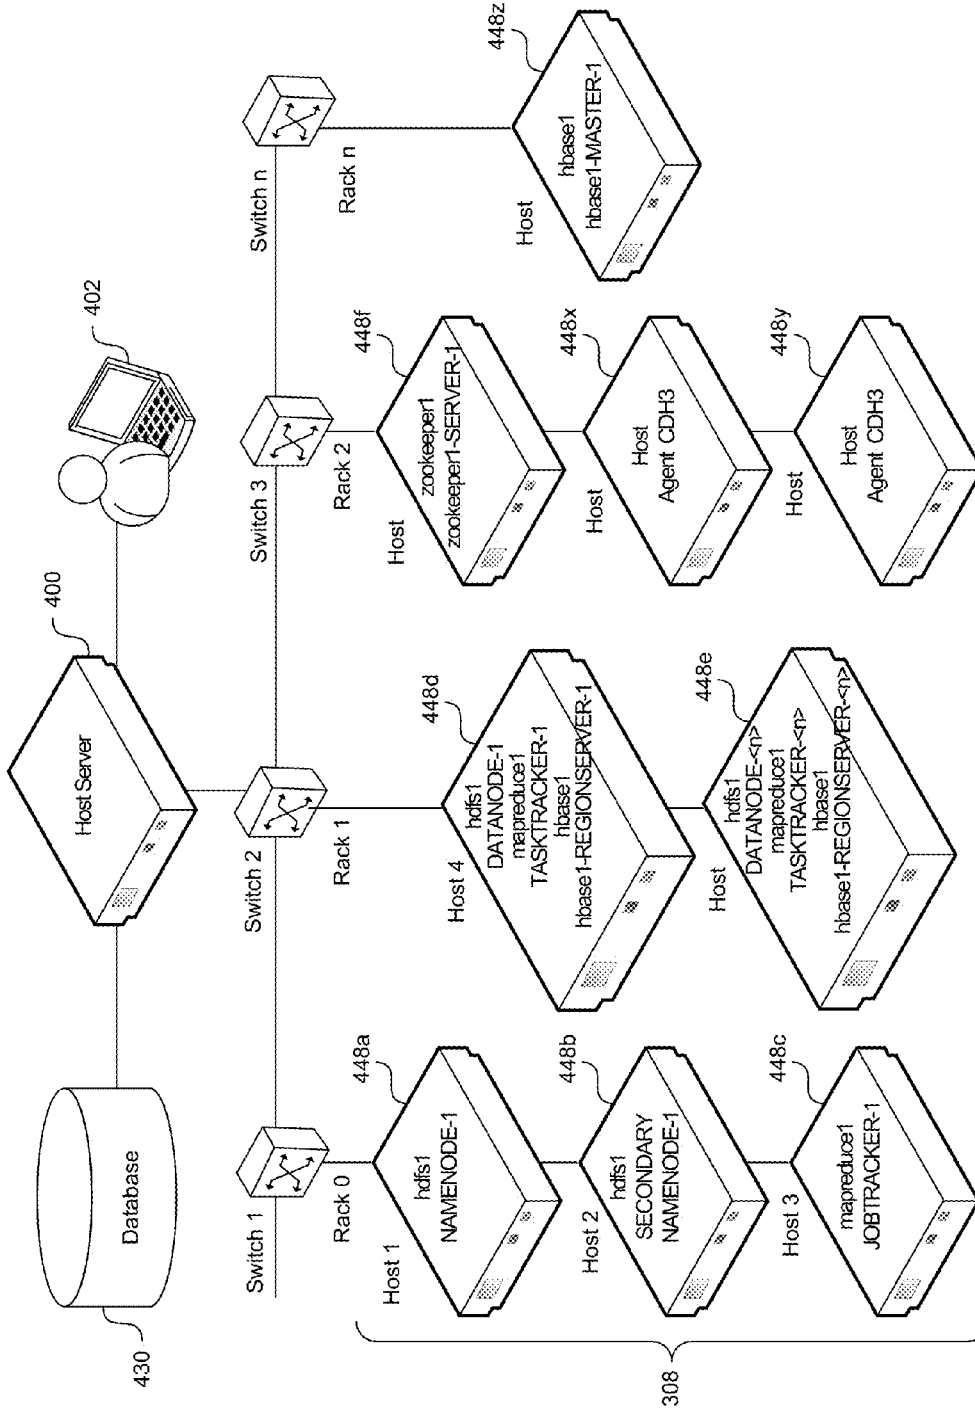 Database
430
Host Server
400
402
Switch 1
Rack 0
Host 1
hdfs1
NAMENODE-1
448a
Host 2
hdfs1
SECONDARY
NAMENODE-1
448b
Host 3
mapreduce1
JOBTRACKER-1
448c
308
Switch 2
Rack 1
Host 4
hdfs1
DATANODE-1
mapreduce1
TASKTRACKER-1
hbase1
hbase1-REGIONSERVER-1
448d
Host
hdfs1
DATANODE-<n>
mapreduce1
TASKTRACKER-<n>
hbase1
hbase1-REGIONSERVER-<n>
448e
Switch 3
Rack 2
Host
zookeeper1
zookeeper1-SERVER-1
448f
Host
Host
Agent CDH3
448x
Host
Host
Agent CDH3
448y
Switch n
Rack n
Host
hbase1
hbase1-MASTER-1
448z